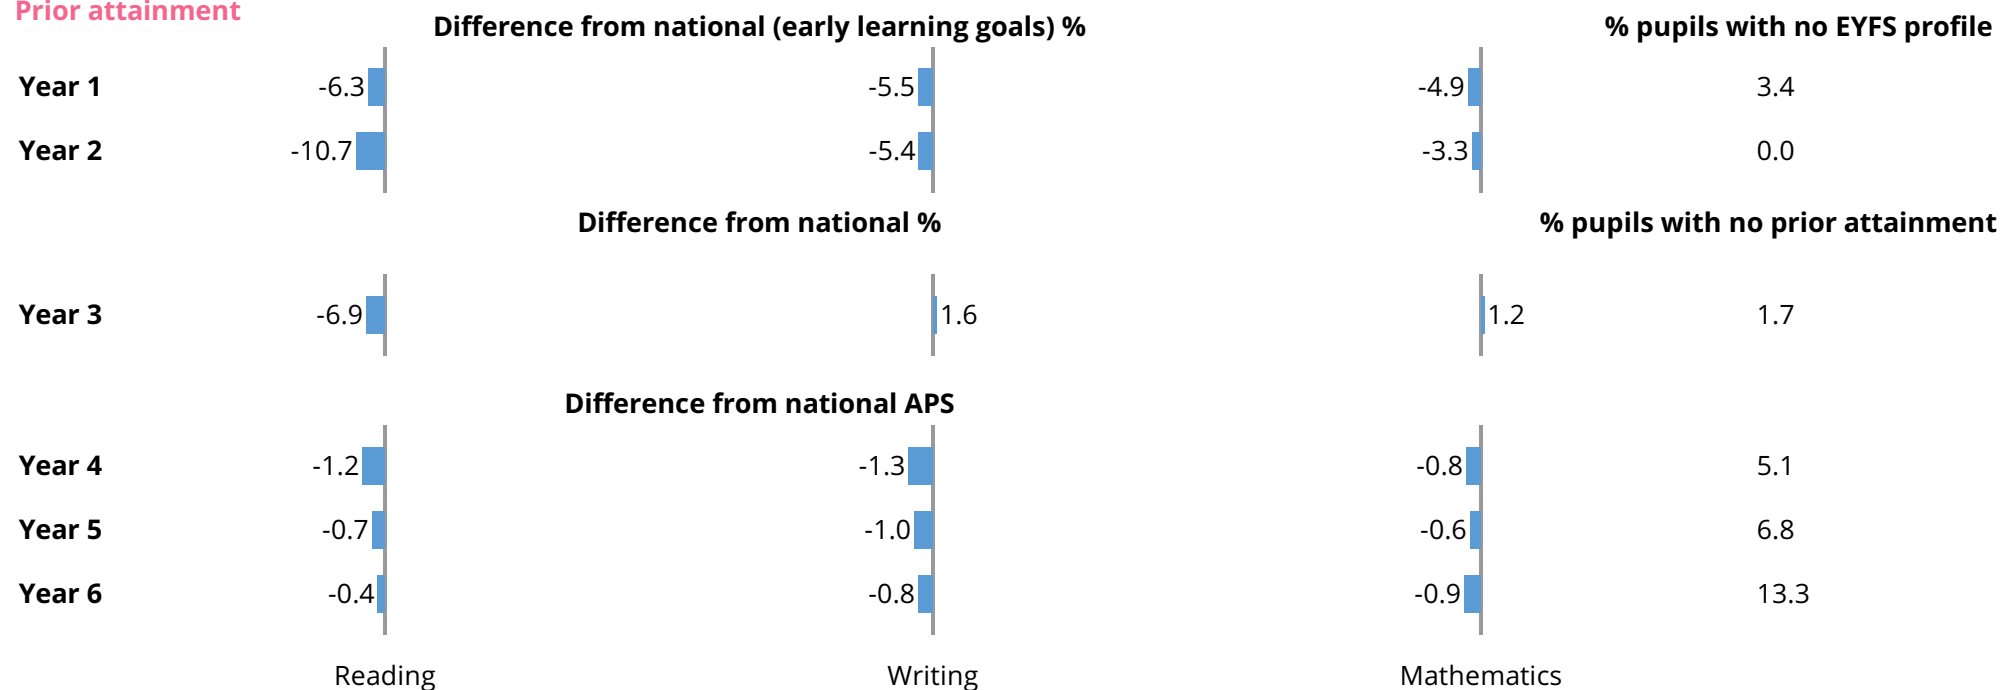 Prior attainment
Difference from national (early learning goals) % % pupils with no EYFS profile
Year 1 -6.3 -5.5 -4.9 3.4
Year 2 -10.7 -5.4 -3.3 0.0
Difference from national % % pupils with no prior attainment
Year 3 -6.9 1.6 1.2 1.7
Difference from national APS
Year 4 -1.2 -1.3 -0.8 5.1
Year 5 -0.7 -1.0 -0.6 6.8
Year 6 -0.4 -0.8 -0.9 13.3
Reading Writing Mathematics